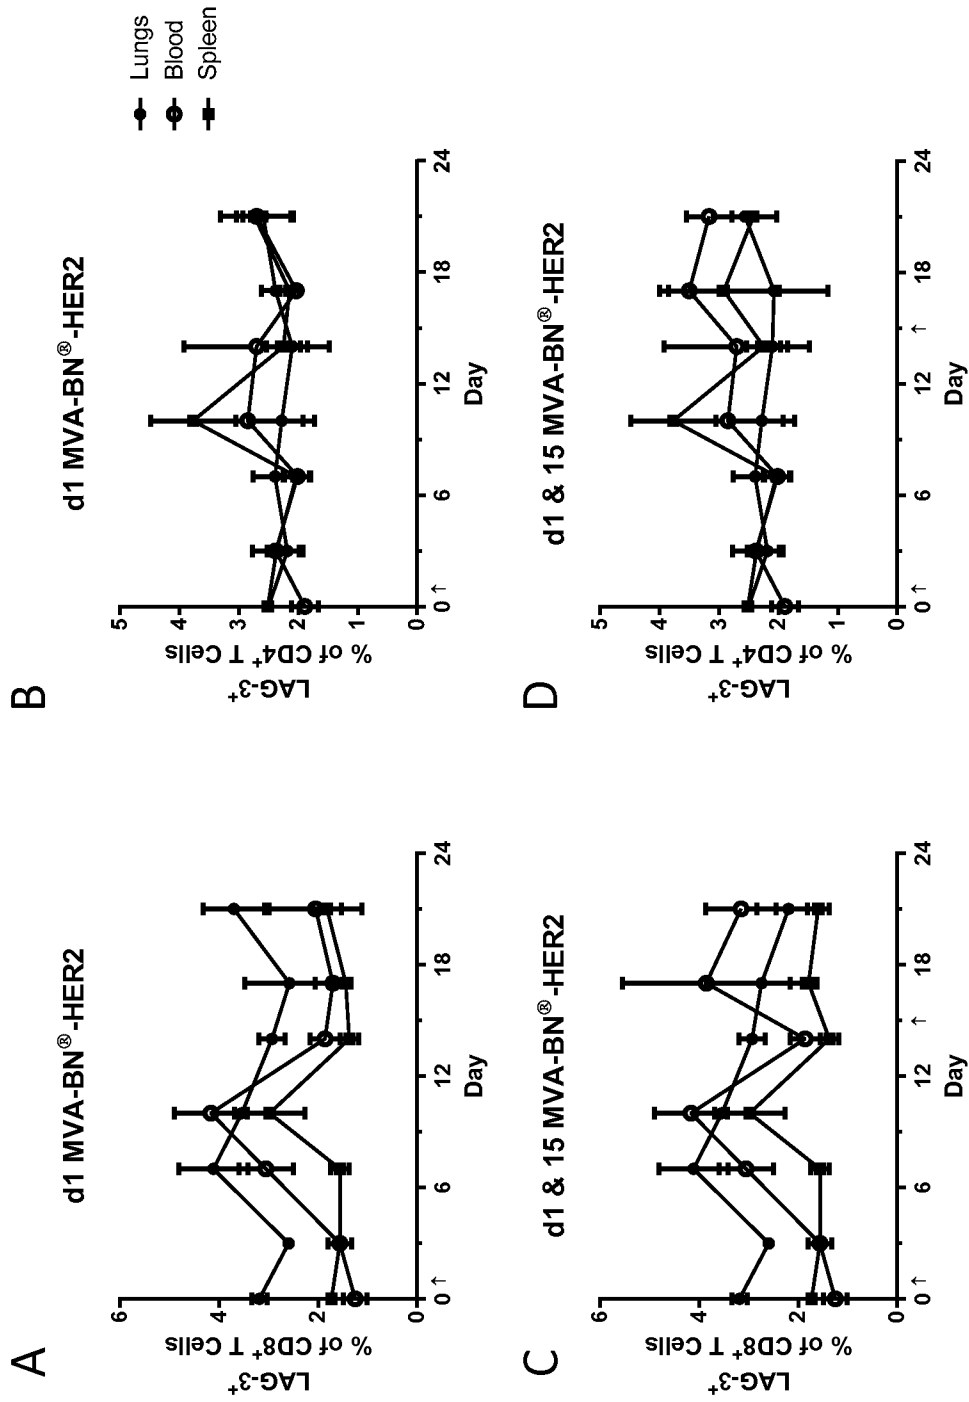 A
d1 MVA-BN®-HER2
LAG-3+
% of CD8+ T Cells
6
4
2
0
0 ↑ 6 12 18 24
Day
B
d1 MVA-BN®-HER2
LAG-3+
% of CD4+ T Cells
5
4
3
2
1
0
0 ↑ 6 12 18 24
Day
Lungs
Blood
Spleen
C
d1 & 15 MVA-BN®-HER2
LAG-3+
% of CD8+ T Cells
6
4
2
0
0 ↑ 6 12 ↑ 18 24
Day
D
d1 & 15 MVA-BN®-HER2
LAG-3+
% of CD4+ T Cells
5
4
3
2
1
0
0 ↑ 6 12 ↑ 18 24
Day